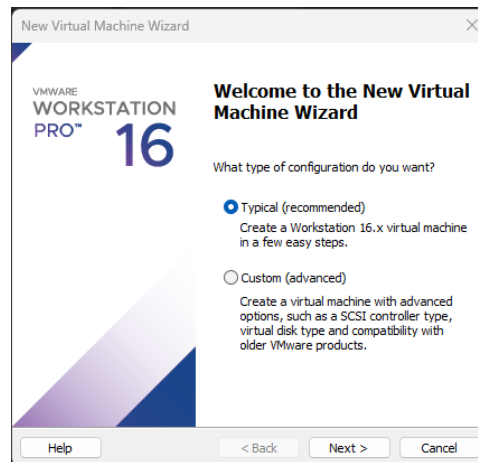 New Virtual Machine Wizard
VMWARE
WORKSTATION
PRO™ 16
Welcome to the New Virtual
Machine Wizard
What type of configuration do you want?
Typical (recommended)
Create a Workstation 16.x virtual machine
in a few easy steps.
Custom (advanced)
Create a virtual machine with advanced
options, such as a SCSI controller type,
virtual disk type and compatibility with
older VMware products.
Help
< Back
Next >
Cancel